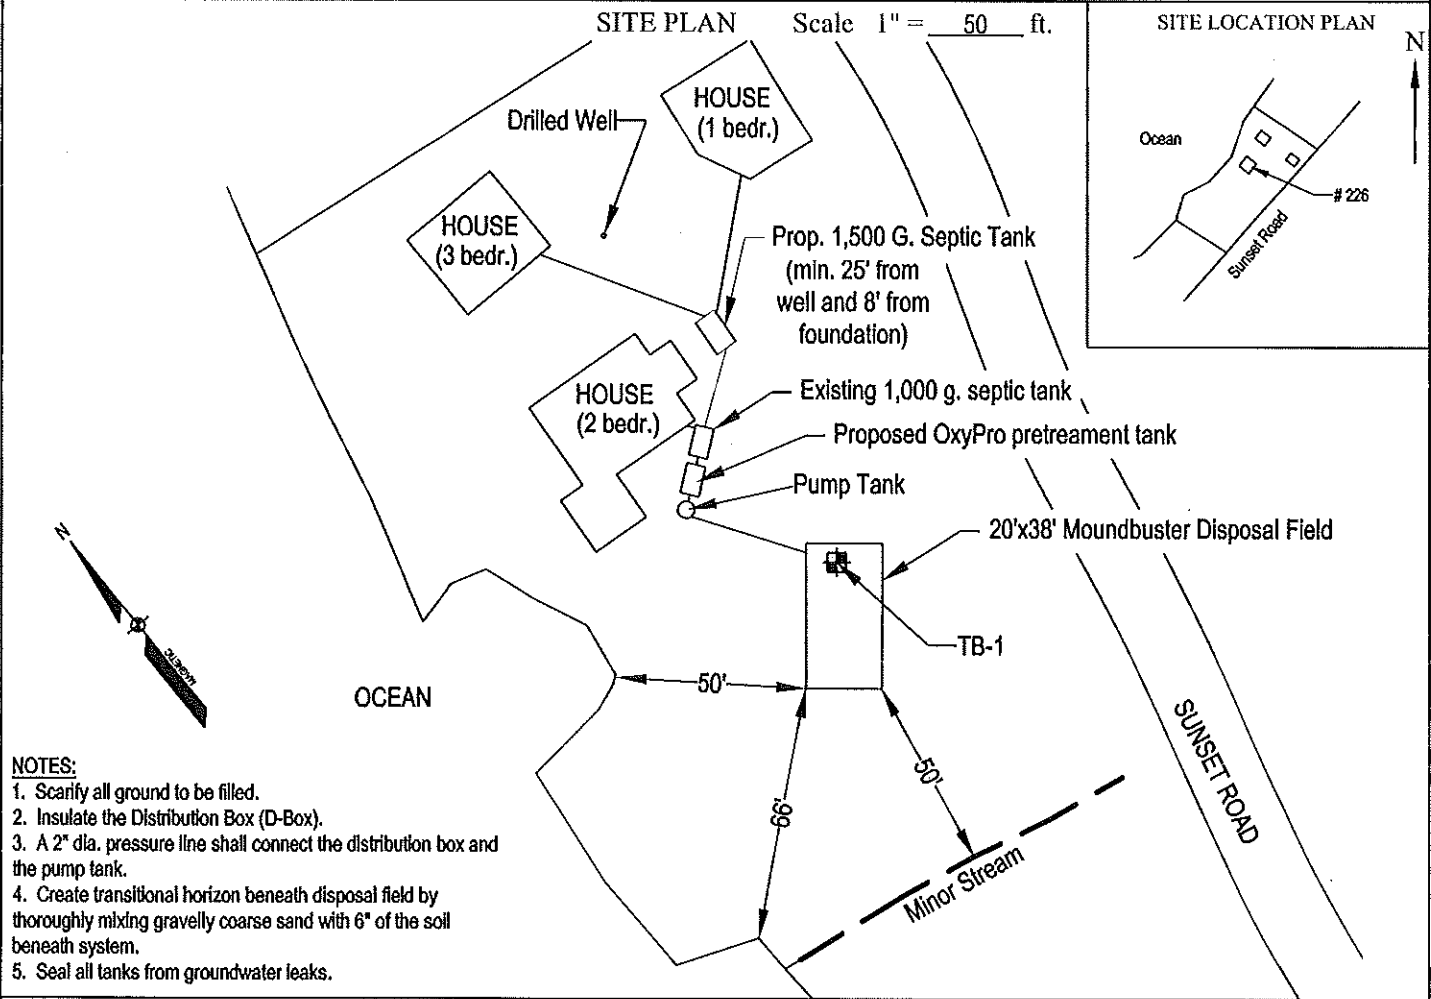 SITE PLAN Scale 1" = 50 ft.
SITE LOCATION PLAN
N
Ocean
# 226
Sunset Road
HOUSE
(1 bedr.)
Drilled Well
HOUSE
(3 bedr.)
Prop. 1,500 G. Septic Tank
(min. 25' from
well and 8' from
foundation)
HOUSE
(2 bedr.)
Existing 1,000 g. septic tank
Proposed OxyPro pretreament tank
Pump Tank
20'x38' Moundbuster Disposal Field
N
MAGNETIC
TB-1
OCEAN
50'
50'
66'
SUNSET ROAD
Minor Stream
NOTES:
1. Scarify all ground to be filled.
2. Insulate the Distribution Box (D-Box).
3. A 2" dia. pressure line shall connect the distribution box and
the pump tank.
4. Create transitional horizon beneath disposal field by
thoroughly mixing gravelly coarse sand with 6" of the soil
beneath system.
5. Seal all tanks from groundwater leaks.